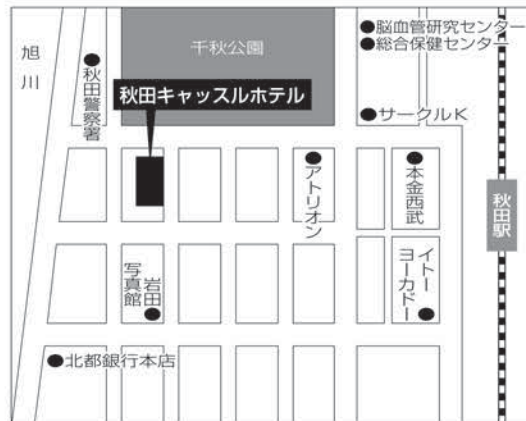 旭川
千秋公園
脳血管研究センター
総合保健センター
秋田警察署
秋田キャッスルホテル
サークルK
アトリオン
本金西武
秋田駅
岩田
写真館
イトー
ヨーカドー
北都銀行本店